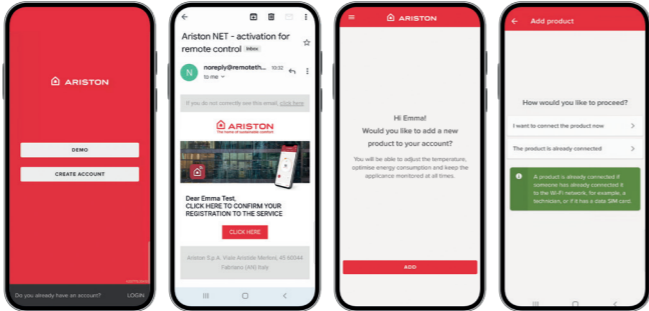 ARISTON
DEMO
CREATE ACCOUNT
Do you already have an account? LOGIN
Ariston NET - activation for
remote control Inbox
N
noreply@remoteth... 10:32
to me
If you do not correctly see this email, click here
ARISTON
The home of sustainable comfort
Dear Emma Test,
CLICK HERE TO CONFIRM YOUR
REGISTRATION TO THE SERVICE
CLICK HERE
Ariston S.p.A. Viale Aristide Merloni, 45 60044
Fabriano (AN) Italy
ARISTON
Hi Emma!
Would you like to add a new
product to your account?
You will be able to adjust the temperature,
optimise energy consumption and keep the
appliance monitored at all times.
ADD
Add product
How would you like to proceed?
I want to connect the product now
The product is already connected
A product is already connected if
someone has already connected it
to the Wi-Fi network, for example, a
technician, or if it has a data SIM card.